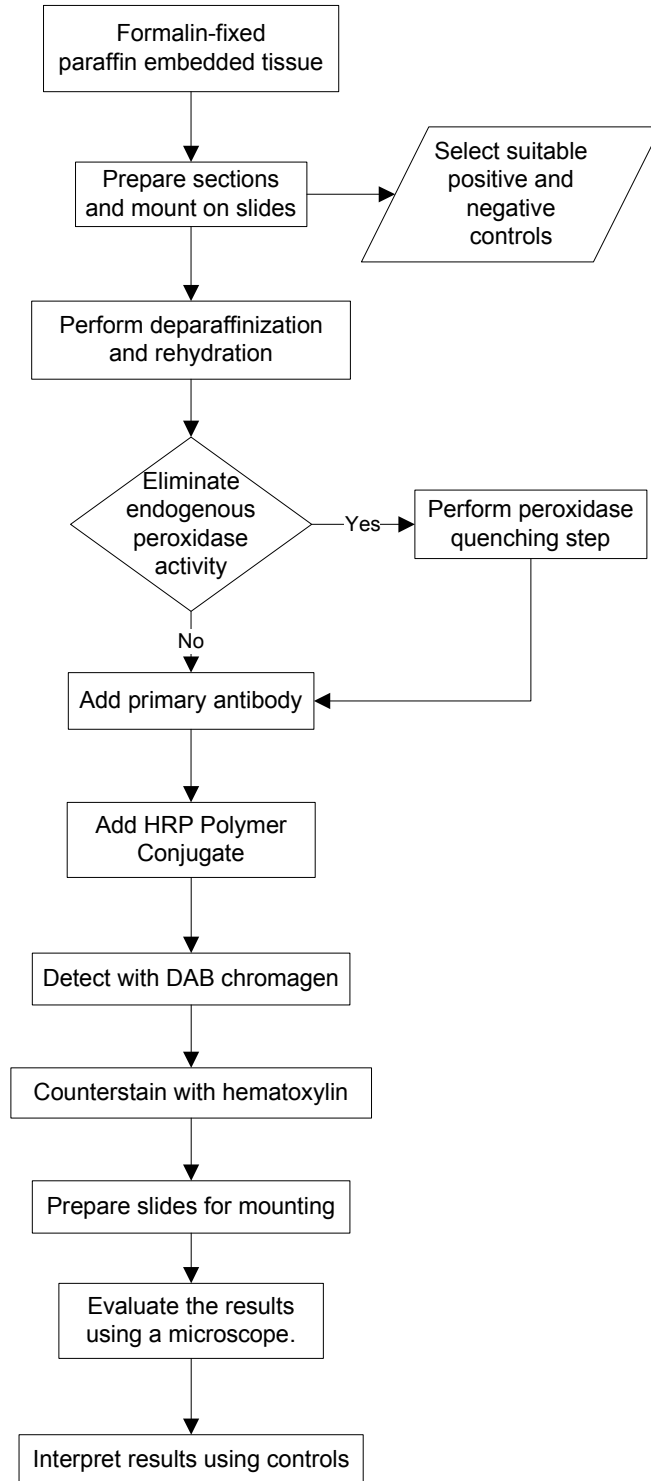 Formalin-fixed
paraffin embedded tissue
Prepare sections
and mount on slides
Select suitable
positive and
negative
controls
Perform deparaffinization
and rehydration
Eliminate
endogenous
peroxidase
activity
Yes
Perform peroxidase
quenching step
No
Add primary antibody
Add HRP Polymer
Conjugate
Detect with DAB chromagen
Counterstain with hematoxylin
Prepare slides for mounting
Evaluate the results
using a microscope.
Interpret results using controls